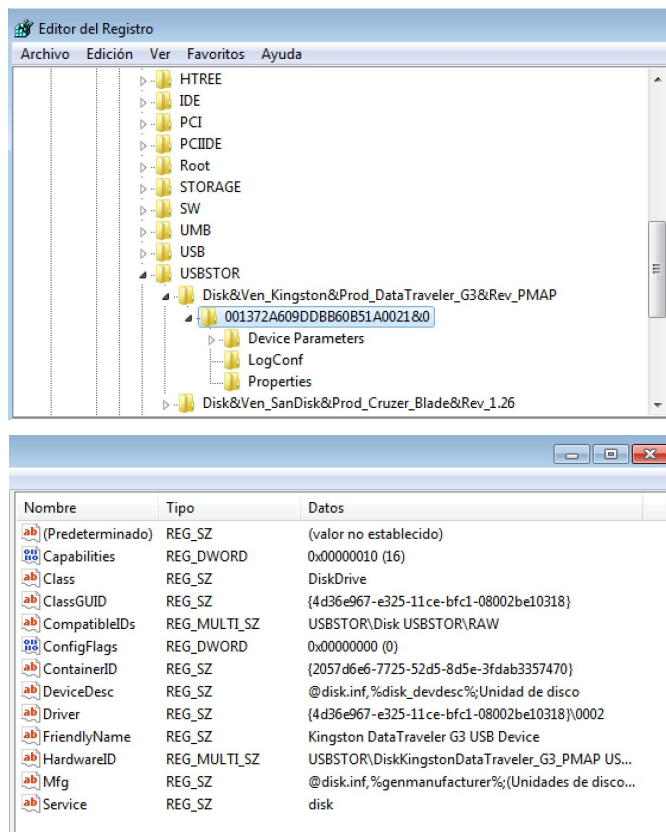 Editor del Registro
Archivo Edición Ver Favoritos Ayuda
HTREE
IDE
PCI
PCIIDE
Root
STORAGE
SW
UMB
USB
USBSTOR
Disk&Ven_Kingston&Prod_DataTraveler_G3&Rev_PMAP
001372A609DDBB60B51A0021&0
Device Parameters
LogConf
Properties
Disk&Ven_SanDisk&Prod_Cruzer_Blade&Rev_1.26
Nombre Tipo Datos
(Predeterminado) REG_SZ (valor no establecido)
Capabilities REG_DWORD 0x00000010 (16)
Class REG_SZ DiskDrive
ClassGUID REG_SZ {4d36e967-e325-11ce-bfc1-08002be10318}
CompatibleIDs REG_MULTI_SZ USBSTOR\Disk USBSTOR\RAW
ConfigFlags REG_DWORD 0x00000000 (0)
ContainerID REG_SZ {2057d6e6-7725-52d5-8d5e-3fdab3357470}
DeviceDesc REG_SZ @disk.inf,%disk_devdesc%;Unidad de disco
Driver REG_SZ {4d36e967-e325-11ce-bfc1-08002be10318}\0002
FriendlyName REG_SZ Kingston DataTraveler G3 USB Device
HardwareID REG_MULTI_SZ USBSTOR\DiskKingstonDataTraveler_G3_PMAP US...
Mfg REG_SZ @disk.inf,%genmanufacturer%;(Unidades de disco...
Service REG_SZ disk